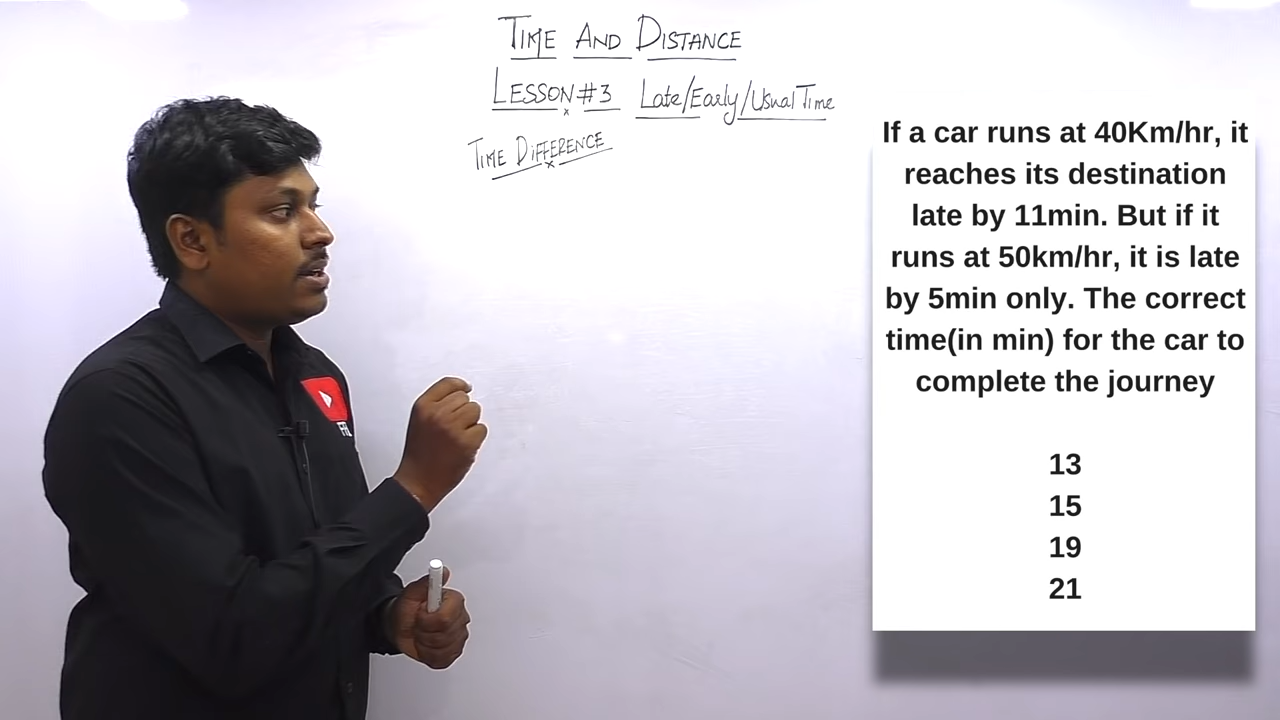 TIME AND DISTANCE
LESSON #3 Late/Early/Usual Time
TIME DIFFERENCE
If a car runs at 40Km/hr, it
reaches its destination
late by 11min. But if it
runs at 50km/hr, it is late
by 5min only. The correct
time(in min) for the car to
complete the journey
13
15
19
21